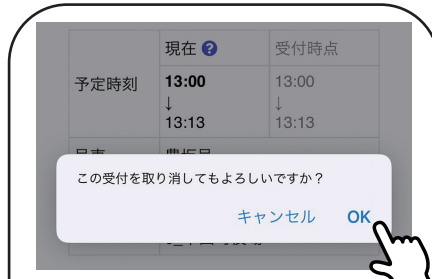 現在 ? 受付時点
予定時刻 13:00 13:00
↓ ↓
13:13 13:13
この受付を取り消してもよろしいですか？
キャンセル OK